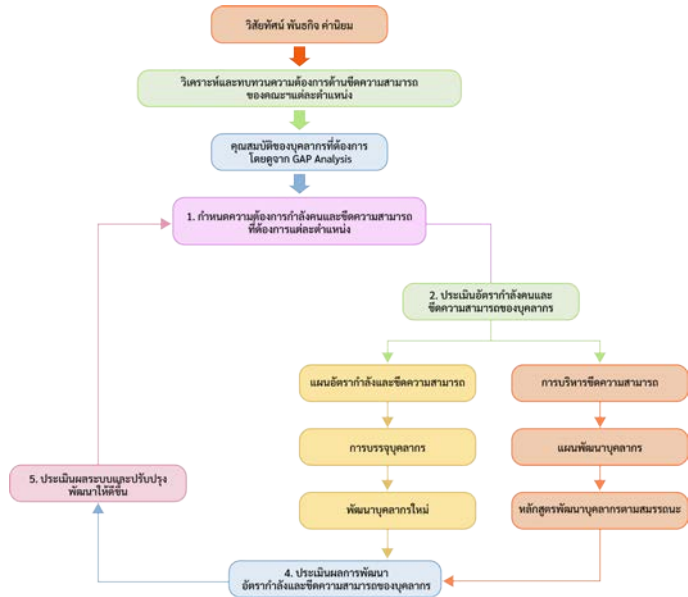 วิสัยทัศน์ พันธกิจ ค่านิยม
วิเคราะห์และทบทวนความต้องการด้านขีดความสามารถ
ของคณะฯแต่ละตำแหน่ง
คุณสมบัติของบุคลากรที่ต้องการ
โดยดูจาก GAP Analysis
1. กำหนดความต้องการกำลังคนและขีดความสามารถ
ที่ต้องการแต่ละตำแหน่ง
2. ประเมินอัตรากำลังคนและ
ขีดความสามารถของบุคลากร
แผนอัตรากำลังและขีดความสามารถ
การบริหารขีดความสามารถ
การบรรจุบุคลากร
แผนพัฒนาบุคลากร
5. ประเมินผลระบบและปรับปรุง
พัฒนาให้ดีขึ้น
พัฒนาบุคลากรใหม่
หลักสูตรพัฒนาบุคลากรตามสมรรถนะ
4. ประเมินผลการพัฒนา
อัตรากำลังและขีดความสามารถของบุคลากร